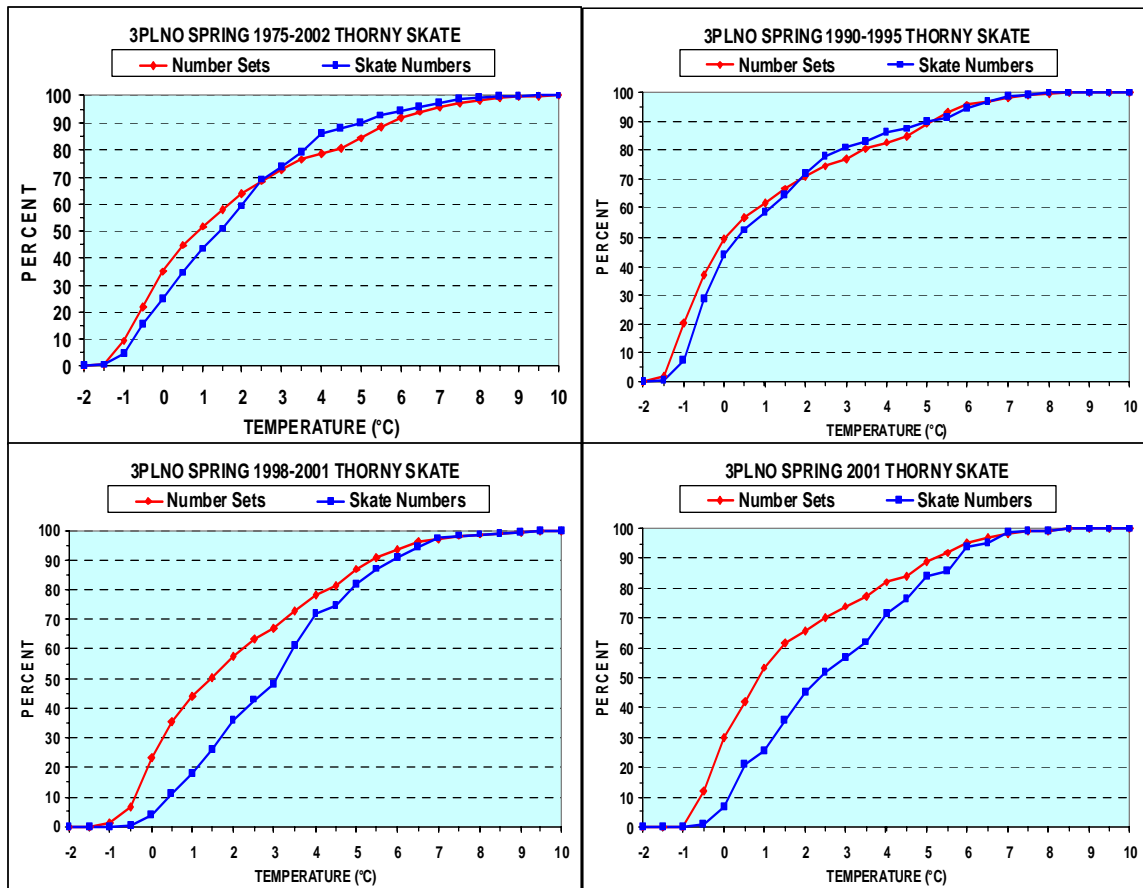 3PLNO SPRING 1975-2002 THORNY SKATE
Number Sets Skate Numbers
100
90
80
70
60
50
40
30
20
10
0
PERCENT
-2 -1 0 1 2 3 4 5 6 7 8 9 10
TEMPERATURE (°C)
3PLNO SPRING 1990-1995 THORNY SKATE
Number Sets Skate Numbers
100
90
80
70
60
50
40
30
20
10
0
PERCENT
-2 -1 0 1 2 3 4 5 6 7 8 9 10
TEMPERATURE (°C)
3PLNO SPRING 1998-2001 THORNY SKATE
Number Sets Skate Numbers
100
90
80
70
60
50
40
30
20
10
0
PERCENT
-2 -1 0 1 2 3 4 5 6 7 8 9 10
TEMPERATURE (°C)
3PLNO SPRING 2001 THORNY SKATE
Number Sets Skate Numbers
100
90
80
70
60
50
40
30
20
10
0
PERCENT
-2 -1 0 1 2 3 4 5 6 7 8 9 10
TEMPERATURE (°C)